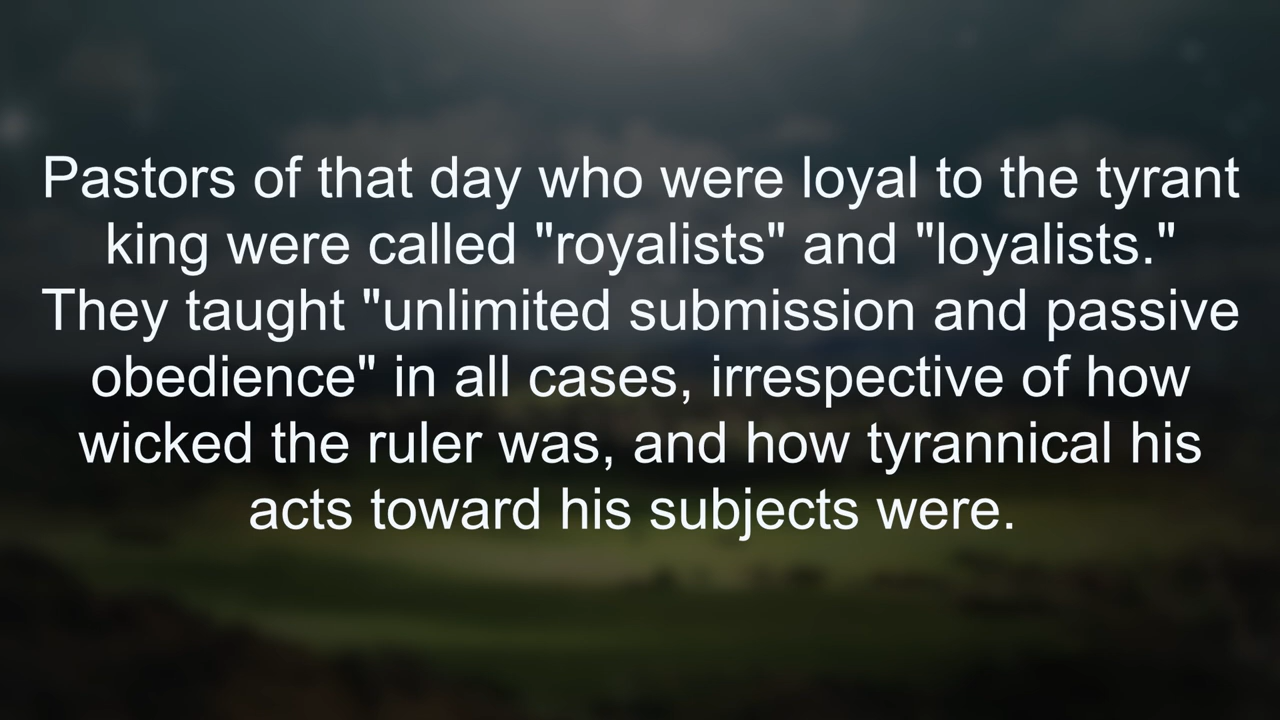 Pastors of that day who were loyal to the tyrant
king were called "royalists" and "loyalists."
They taught "unlimited submission and passive
obedience" in all cases, irrespective of how
wicked the ruler was, and how tyrannical his
acts toward his subjects were.